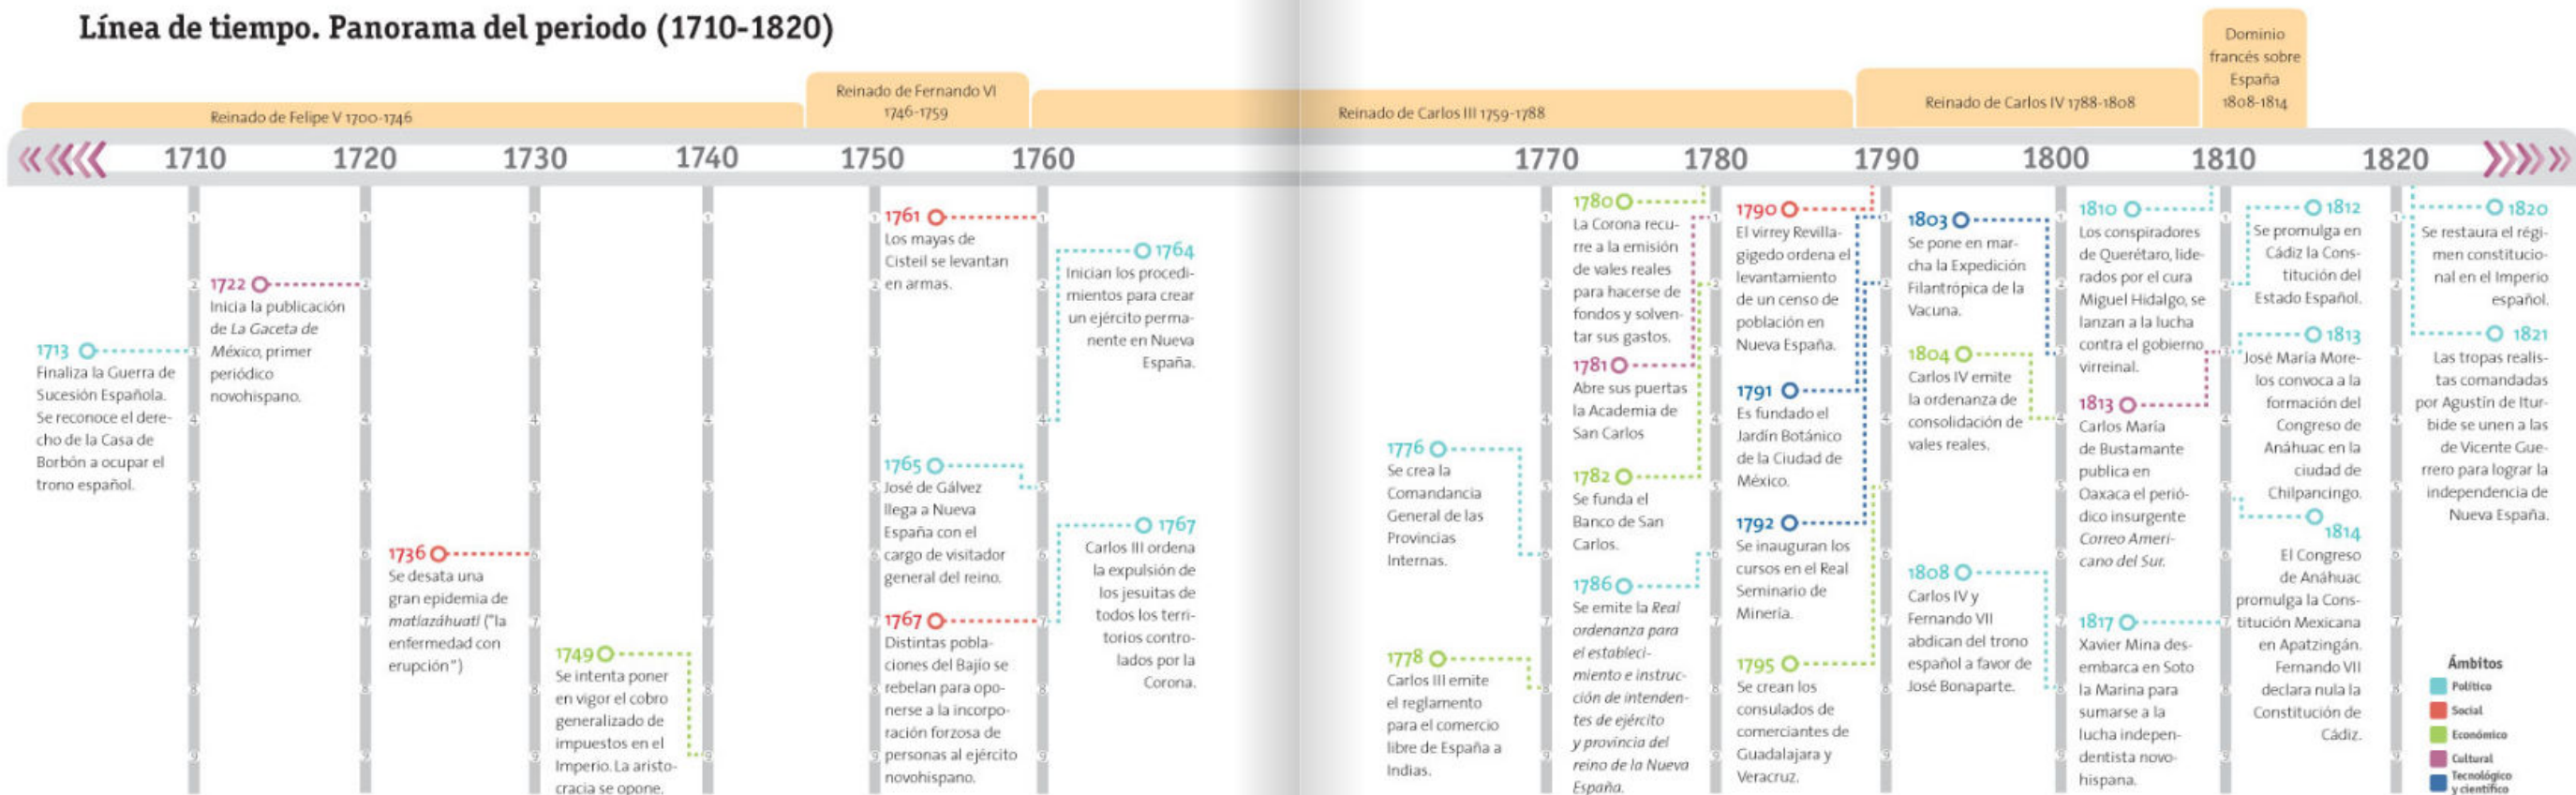 Línea de tiempo. Panorama del periodo (1710-1820)
Reinado de Felipe V 1700-1746
Reinado de Fernando VI
1746-1759
Reinado de Carlos III 1759-1788
Reinado de Carlos IV 1788-1808
Dominio
francés sobre
España
1808-1814
1710
1720
1730
1740
1750
1760
1770
1780
1790
1800
1810
1820
1713
Finaliza la Guerra de
Sucesión Española.
Se reconoce el dere-
cho de la Casa de
Borbón a ocupar el
trono español.
1722
Inicia la publicación
de La Gaceta de
México, primer
periódico
novohispano.
1736
Se desata una
gran epidemia de
matlazáhuatl ("la
enfermedad con
erupción")
1749
Se intenta poner
en vigor el cobro
generalizado de
impuestos en el
Imperio. La aristo-
cracia se opone.
1761
Los mayas de
Cisteil se levantan
en armas.
1765
José de Gálvez
llega a Nueva
España con el
cargo de visitador
general del reino.
1767
Distintas pobla-
ciones del Bajío se
rebelan para opo-
nerse a la incorpo-
ración forzosa de
personas al ejército
novohispano.
1764
Inician los procedi-
mientos para crear
un ejército perma-
nente en Nueva
España.
1767
Carlos III ordena
la expulsión de
los jesuitas de
todos los terri-
torios contro-
lados por la
Corona.
1776
Se crea la
Comandancia
General de las
Provincias
Internas.
1778
Carlos III emite
el reglamento
para el comercio
libre de España a
Indias.
1780
La Corona recu-
rre a la emisión
de vales reales
para hacerse de
fondos y solven-
tar sus gastos.
1781
Abre sus puertas
la Academia de
San Carlos
1782
Se funda el
Banco de San
Carlos.
1786
Se emite la Real
ordenanza para
el estableci-
miento e instruc-
ción de intenden-
tes de ejército
y provincia del
reino de la Nueva
España.
1790
El virrey Revilla-
gigedo ordena el
levantamiento
de un censo de
población en
Nueva España.
1791
Es fundado el
Jardín Botánico
de la Ciudad de
México.
1792
Se inauguran los
cursos en el Real
Seminario de
Minería.
1795
Se crean los
consulados de
comerciantes de
Guadalajara y
Veracruz.
1803
Se pone en mar-
cha la Expedición
Filantrópica de la
Vacuna.
1804
Carlos IV emite
la ordenanza de
consolidación de
vales reales.
1808
Carlos IV y
Fernando VII
abdican del trono
español a favor de
José Bonaparte.
1810
Los conspiradores
de Querétaro, lide-
rados por el cura
Miguel Hidalgo, se
lanzan a la lucha
contra el gobierno
virreinal.
1813
Carlos María
de Bustamante
publica en
Oaxaca el perió-
dico insurgente
Correo Ameri-
cano del Sur.
1817
Xavier Mina des-
embarca en Soto
la Marina para
sumarse a la
lucha indepen-
dentista novo-
hispana.
1812
Se promulga en
Cádiz la Cons-
titución del
Estado Español.
1813
José María More-
los convoca a la
formación del
Congreso de
Anáhuac en la
ciudad de
Chilpancingo.
1814
El Congreso
de Anáhuac
promulga la Cons-
titución Mexicana
en Apatzingán.
Fernando VII
declara nula la
Constitución de
Cádiz.
1820
Se restaura el régi-
men constitucio-
nal en el Imperio
español.
1821
Las tropas realis-
tas comandadas
por Agustín de Itur-
bide se unen a las
de Vicente Gue-
rrero para lograr la
independencia de
Nueva España.
Ámbitos
Político
Social
Económico
Cultural
Tecnológico
y científico